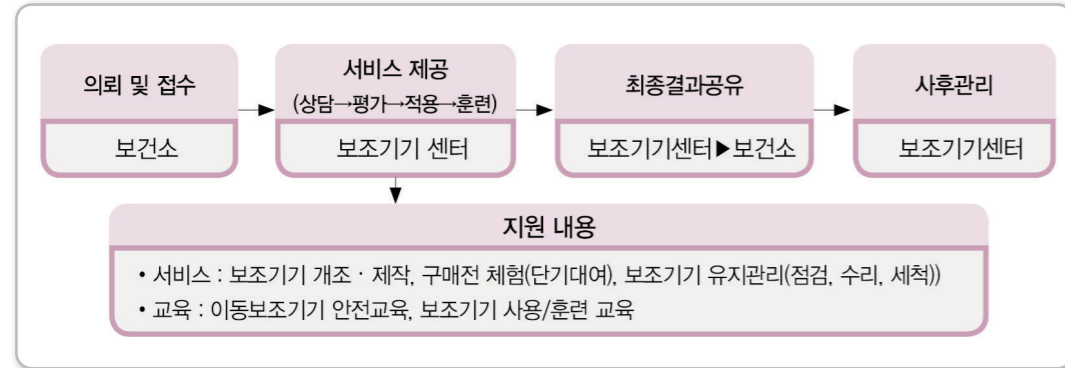 의뢰 및 접수
보건소
서비스 제공
(상담→평가→적용→훈련)
보조기기 센터
최종결과공유
보조기기센터▶보건소
사후관리
보조기기센터
지원 내용
• 서비스 : 보조기기 개조 · 제작, 구매전 체험(단기대여), 보조기기 유지관리(점검, 수리, 세척))
• 교육 : 이동보조기기 안전교육, 보조기기 사용/훈련 교육